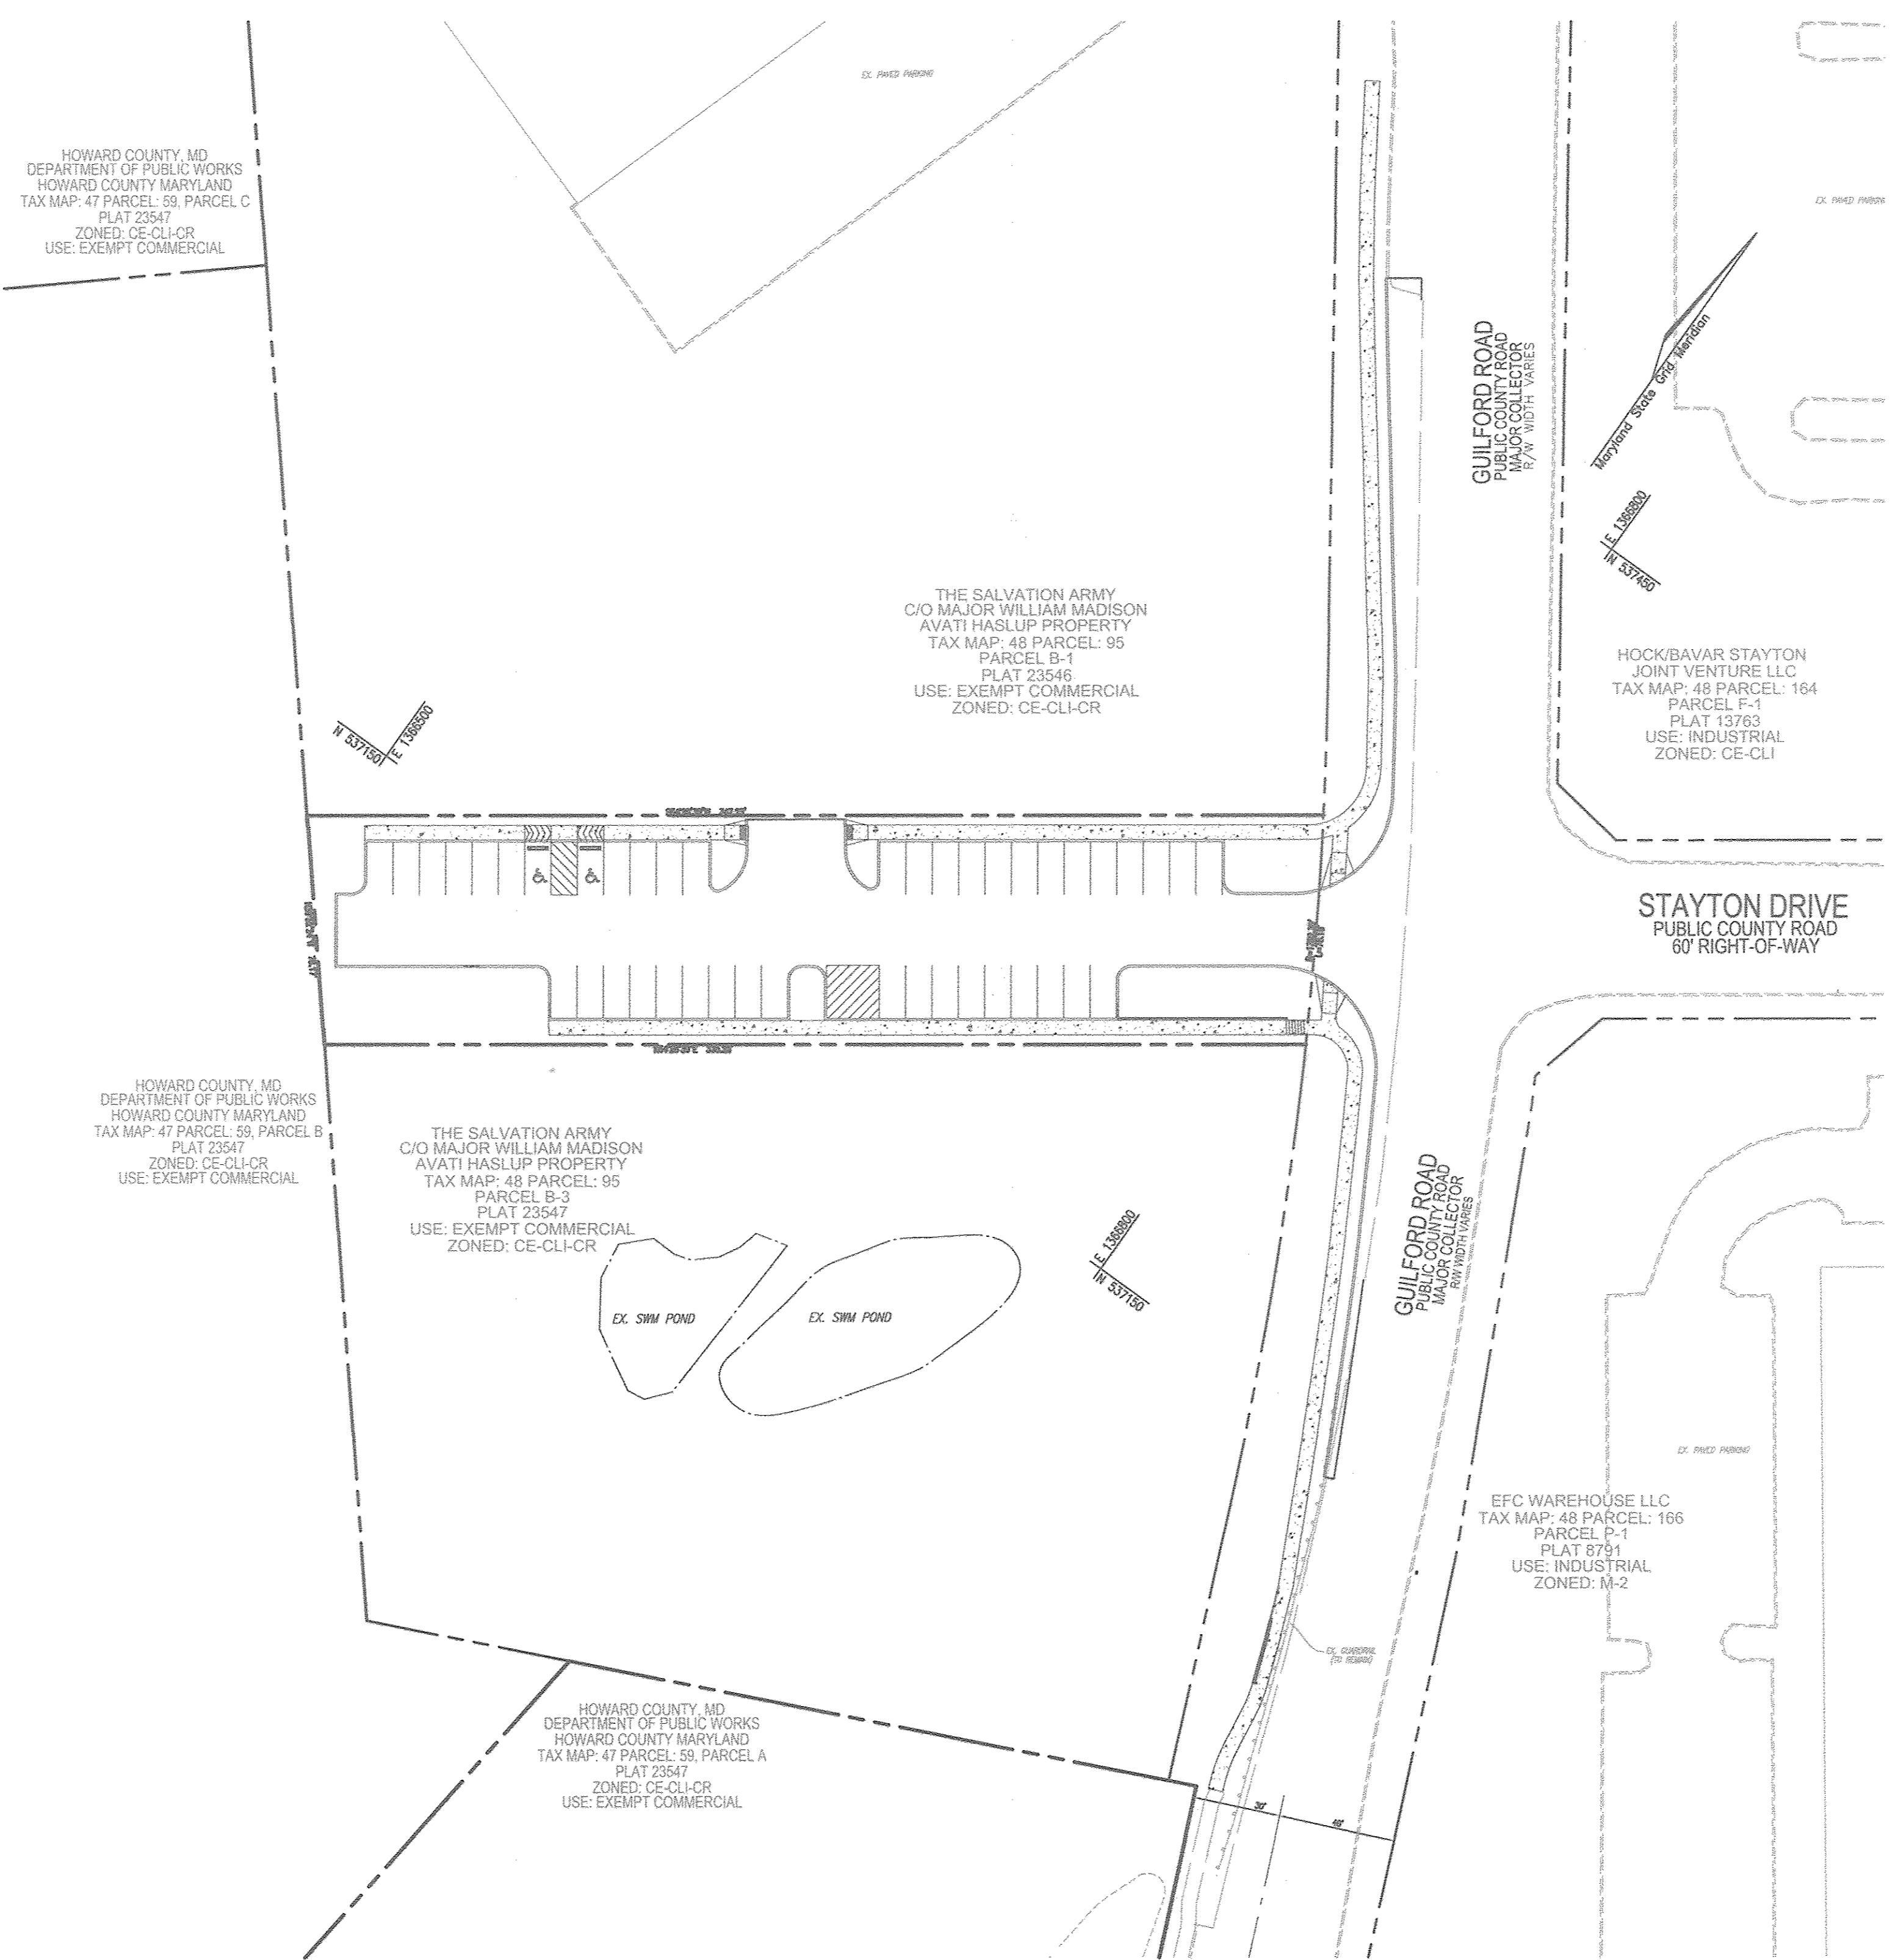 EX. PAVED PARKING
HOWARD COUNTY, MD
DEPARTMENT OF PUBLIC WORKS
HOWARD COUNTY MARYLAND
TAX MAP: 47 PARCEL: 59, PARCEL C
PLAT 23547
ZONED: CE-CLI-CR
USE: EXEMPT COMMERCIAL
EX. PAVED PARKING
GUILFORD ROAD
PUBLIC COUNTY ROAD
MAJOR COLLECTOR
R/W WIDTH VARIES
Maryland State Grid Meridian
E 1366800
N 537450
THE SALVATION ARMY
C/O MAJOR WILLIAM MADISON
AVATI HASLUP PROPERTY
TAX MAP: 48 PARCEL: 95
PARCEL B-1
PLAT 23546
USE: EXEMPT COMMERCIAL
ZONED: CE-CLI-CR
HOCK/BAVAR STAYTON
JOINT VENTURE LLC
TAX MAP: 48 PARCEL: 164
PARCEL F-1
PLAT 13763
USE: INDUSTRIAL
ZONED: CE-CLI
N 537150
E 1366500
STAYTON DRIVE
PUBLIC COUNTY ROAD
60' RIGHT-OF-WAY
HOWARD COUNTY, MD
DEPARTMENT OF PUBLIC WORKS
HOWARD COUNTY MARYLAND
TAX MAP: 47 PARCEL: 59, PARCEL B
PLAT 23547
ZONED: CE-CLI-CR
USE: EXEMPT COMMERCIAL
THE SALVATION ARMY
C/O MAJOR WILLIAM MADISON
AVATI HASLUP PROPERTY
TAX MAP: 48 PARCEL: 95
PARCEL B-3
PLAT 23547
USE: EXEMPT COMMERCIAL
ZONED: CE-CLI-CR
EX. SWM POND
EX. SWM POND
E 1366800
N 537150
GUILFORD ROAD
PUBLIC COUNTY ROAD
MAJOR COLLECTOR
R/W WIDTH VARIES
EX. PAVED PARKING
EFC WAREHOUSE LLC
TAX MAP: 48 PARCEL: 166
PARCEL P-1
PLAT 8791
USE: INDUSTRIAL
ZONED: M-2
EX. GUARDRAIL
(TO REMAIN)
HOWARD COUNTY, MD
DEPARTMENT OF PUBLIC WORKS
HOWARD COUNTY MARYLAND
TAX MAP: 47 PARCEL: 59, PARCEL A
PLAT 23547
ZONED: CE-CLI-CR
USE: EXEMPT COMMERCIAL
30'